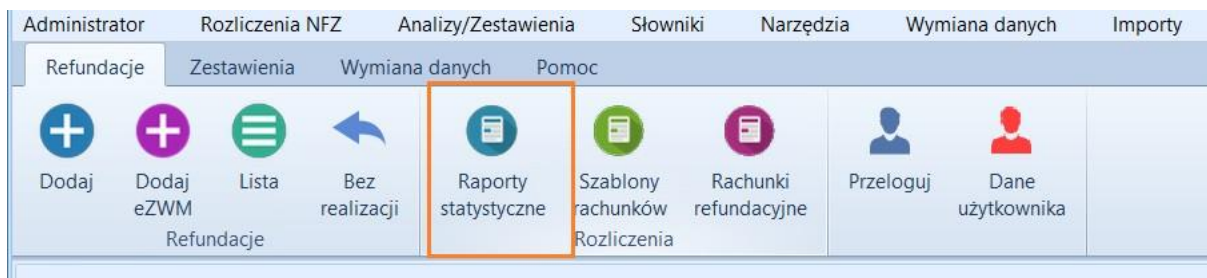 Administrator Rozliczenia NFZ Analizy/Zestawienia Słowniki Narzędzia Wymiana danych Importy
Refundacje Zestawienia Wymiana danych Pomoc
Dodaj Dodaj Lista Bez Raporty Szablony Rachunki Przeloguj Dane
eZWM realizacji statystyczne rachunków refundacyjne użytkownika
Refundacje Rozliczenia